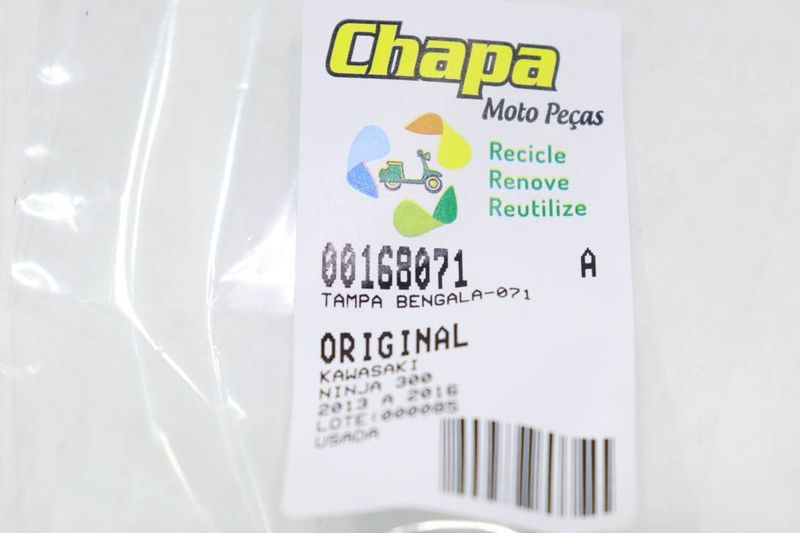 Chapa
Moto Peças
Recicle
Renove
Reutilize
00168071 A
TAMPA BENGALA-071
ORIGINAL
KAWASAKI
NINJA 300
2013 A 2016
LOTE:000085
USADA